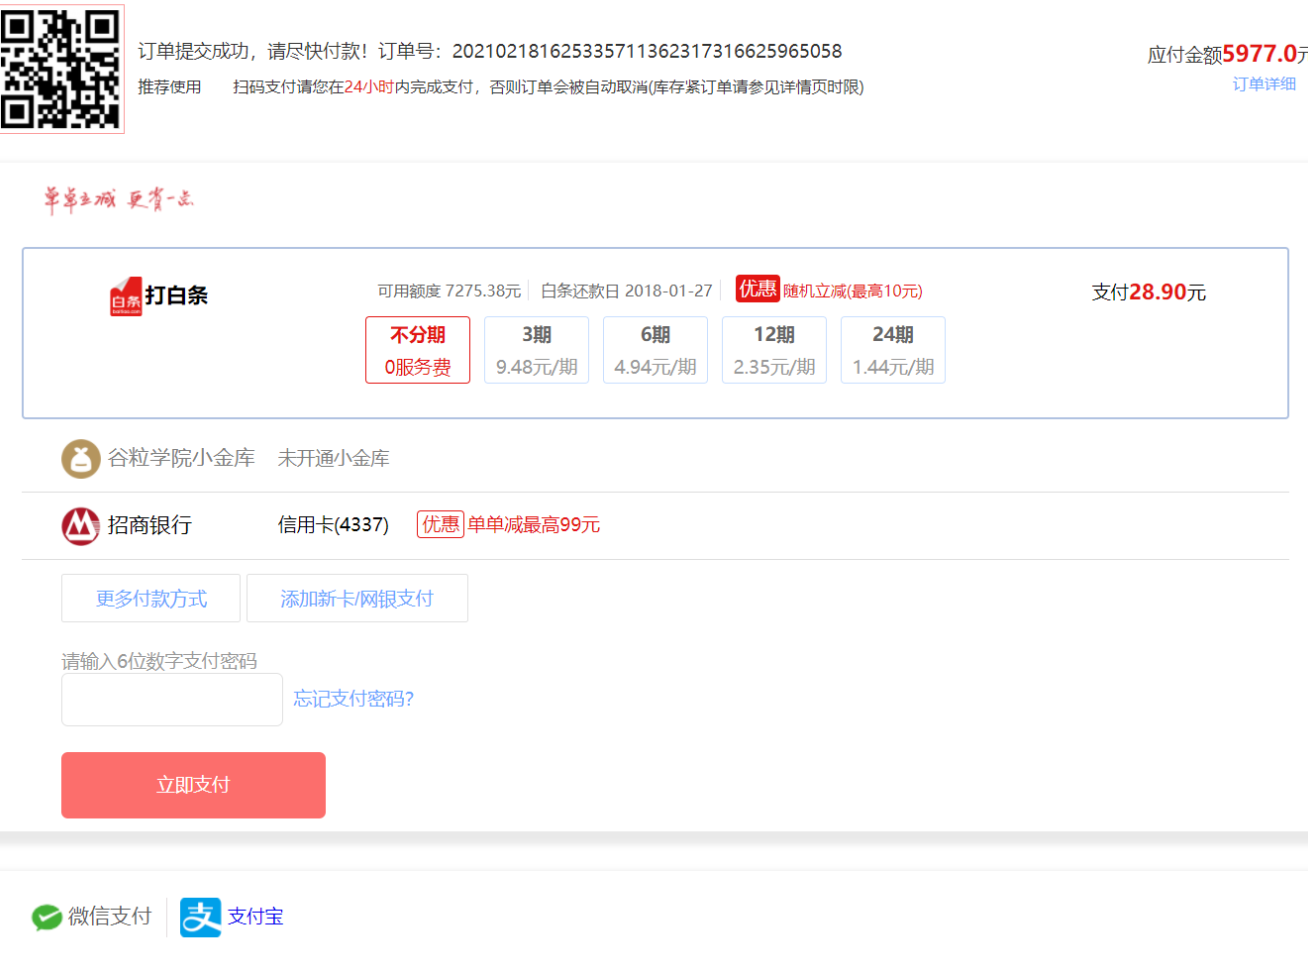 订单提交成功，请尽快付款！订单号：202102181625335711362317316625965058
应付金额5977.0元
推荐使用 扫码支付请您在24小时内完成支付，否则订单会被自动取消(库存紧订单请参见详情页时限)
订单详细
单单立减 更省一点
白条 打白条 可用额度 7275.38元 白条还款日 2018-01-27 优惠 随机立减(最高10元) 支付28.90元
不分期 3期 6期 12期 24期
0服务费 9.48元/期 4.94元/期 2.35元/期 1.44元/期
谷粒学院小金库 未开通小金库
招商银行 信用卡(4337) 优惠 单单减最高99元
更多付款方式 添加新卡/网银支付
请输入6位数字支付密码
忘记支付密码?
立即支付
微信支付 支 支付宝